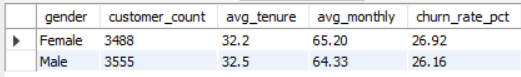 gender customer_count avg_tenure avg_monthly churn_rate_pct
Female 3488 32.2 65.20 26.92
Male 3555 32.5 64.33 26.16